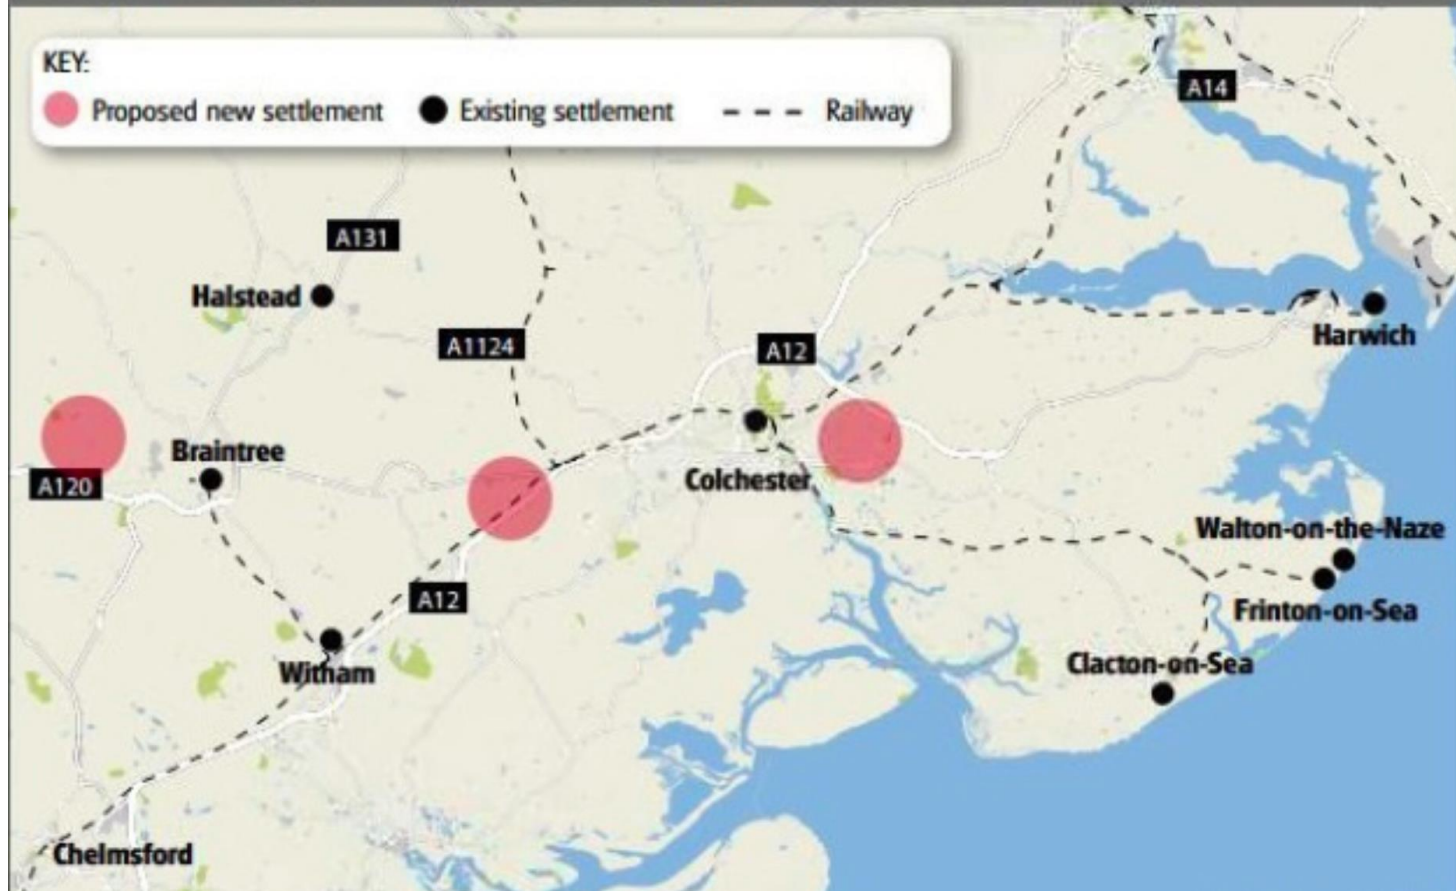 KEY:
Proposed new settlement Existing settlement Railway
A14
A131
Halstead
A1124
A12
Harwich
Braintree
A120
Colchester
Walton-on-the-Naze
A12
Frinton-on-Sea
Clacton-on-Sea
Witham
Chelmsford